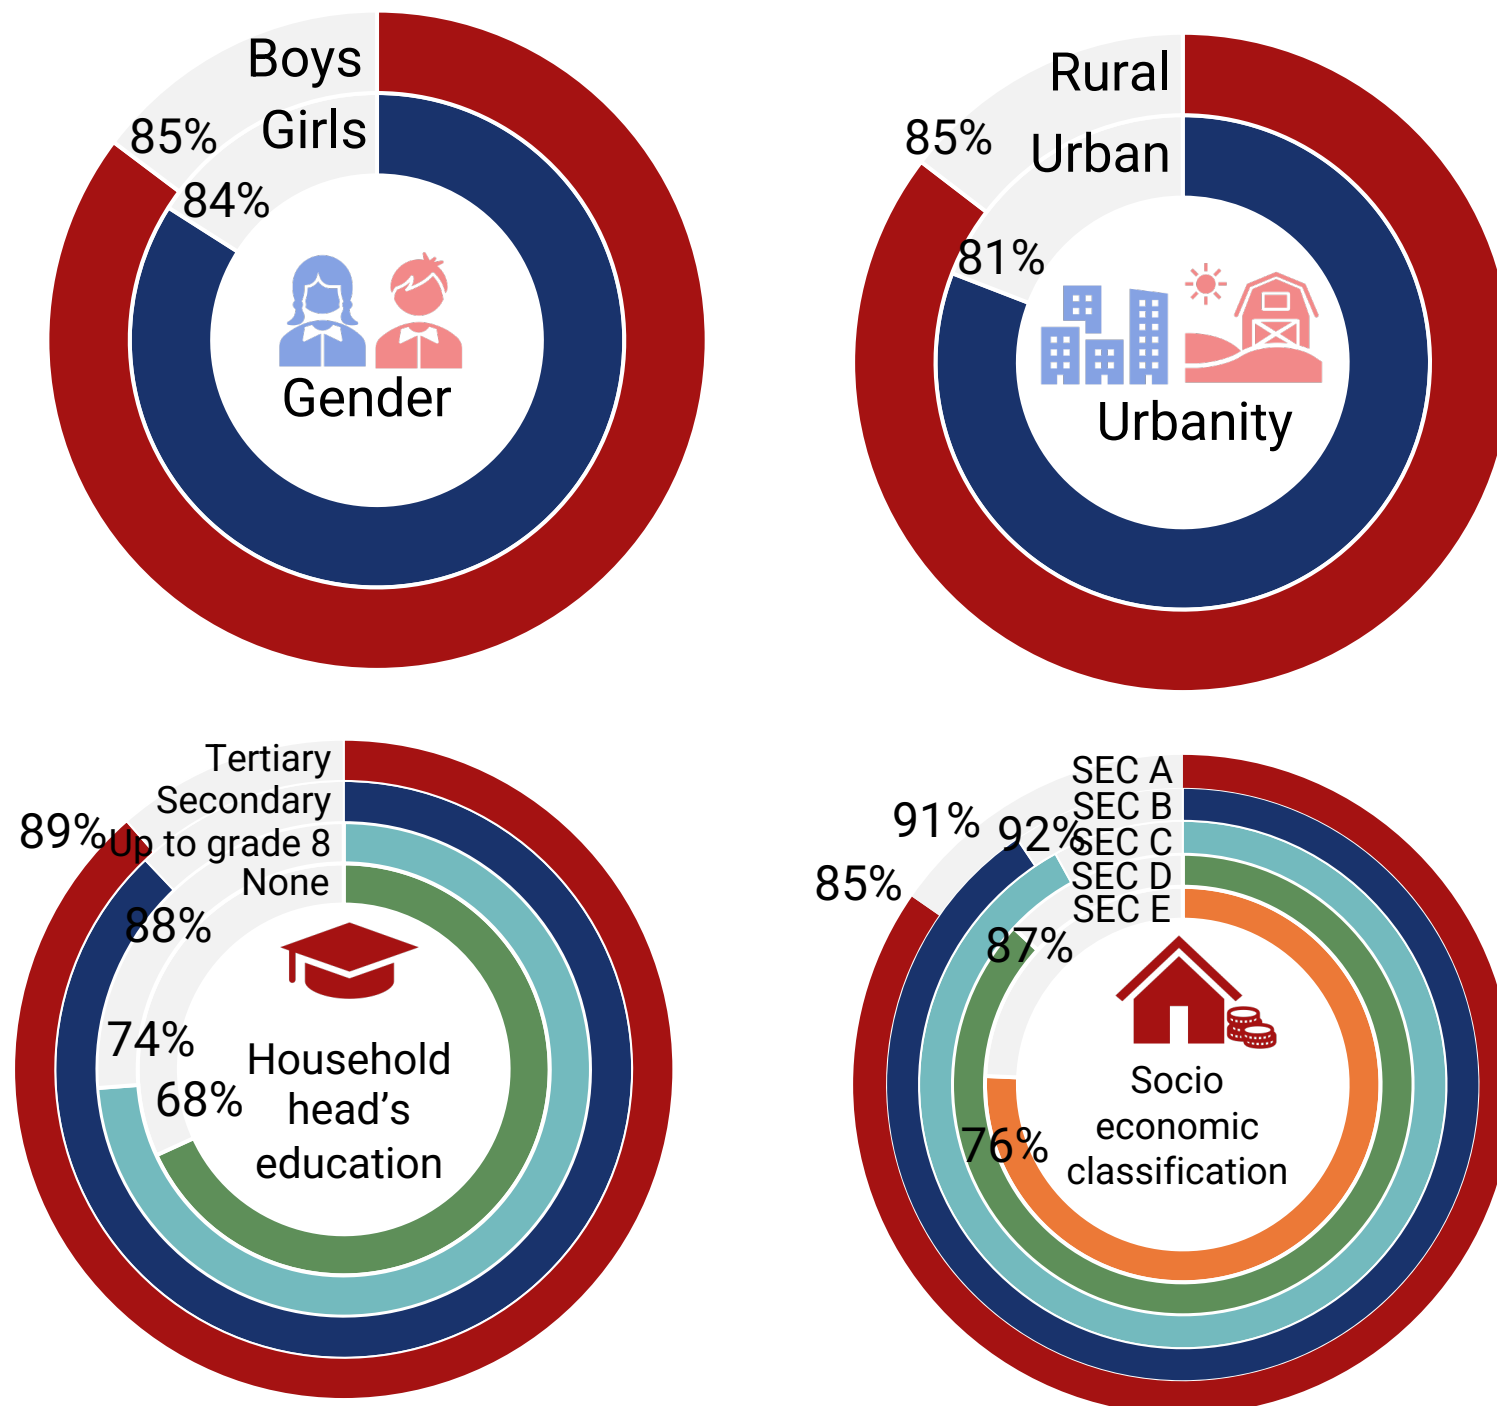 Boys
Girls
85%
84%
Gender
Rural
Urban
85%
81%
Urbanity
Tertiary
Secondary
Up to grade 8
None
89%
88%
74%
68%
Household
head’s
education
SEC A
SEC B
SEC C
SEC D
SEC E
85%
91%
92%
87%
76%
Socio
economic
classification